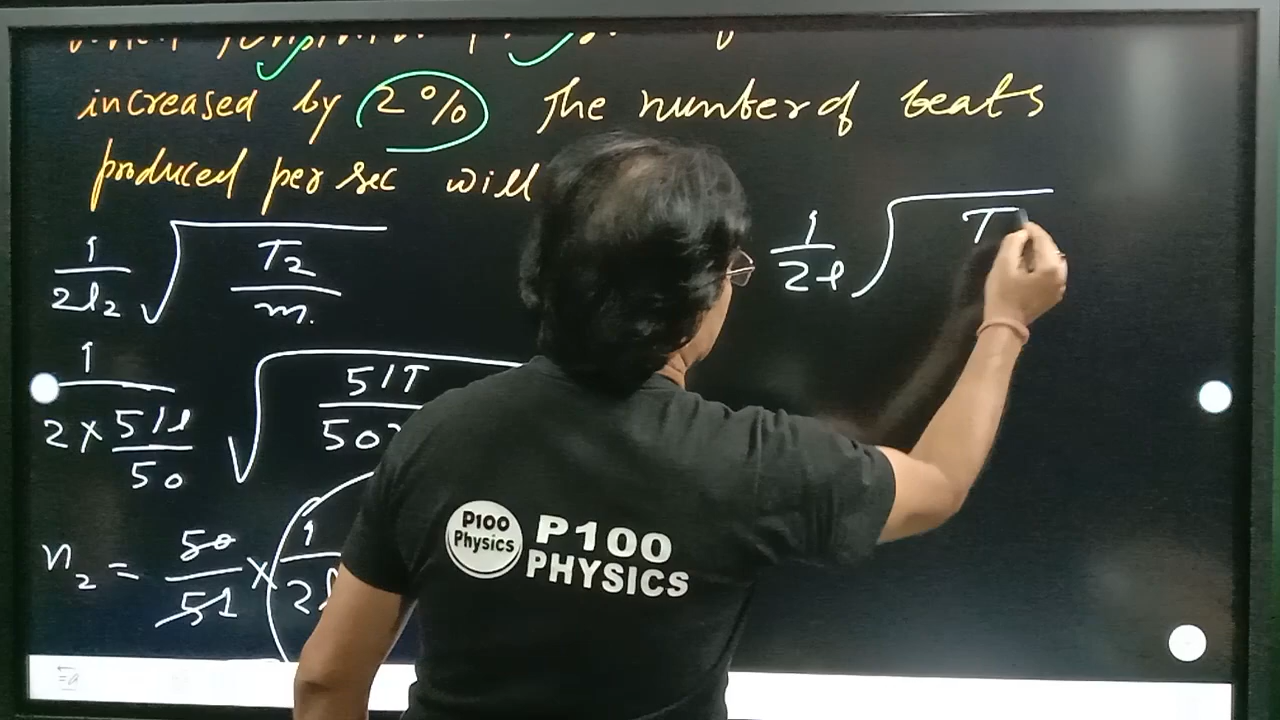 increased by 2% The number of beats
produced per sec will
1/2l₂ √T₂/m
1/2l √T
1/2×51l/50 √51T/50
n₂ = 50/51 × 1/2l
P100
Physics
P100
PHYSICS